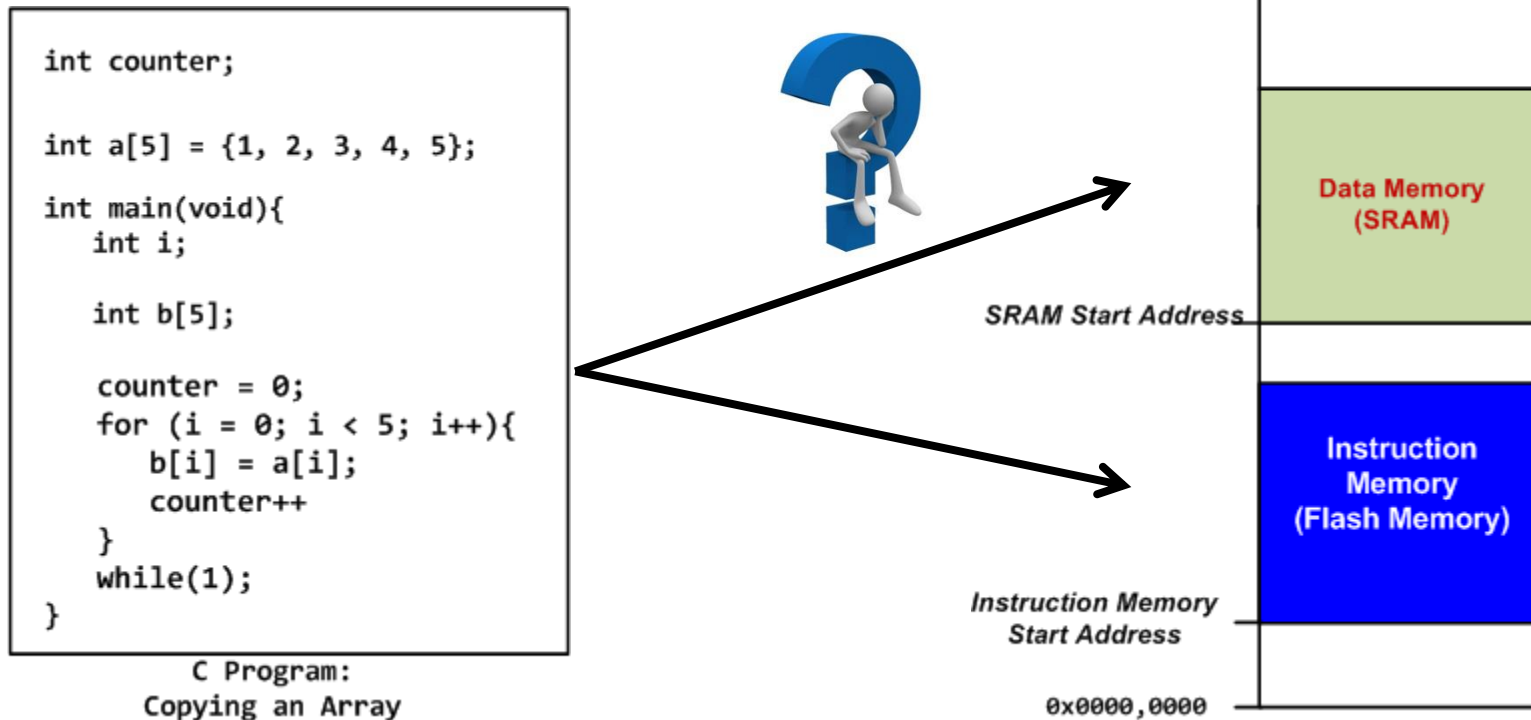 int counter;
int a[5] = {1, 2, 3, 4, 5};
int main(void){
int i;
int b[5];
counter = 0;
for (i = 0; i < 5; i++){
b[i] = a[i];
counter++
}
while(1);
}
C Program:
Copying an Array
Data Memory
(SRAM)
SRAM Start Address
Instruction
Memory
(Flash Memory)
Instruction Memory
Start Address
0x0000,0000